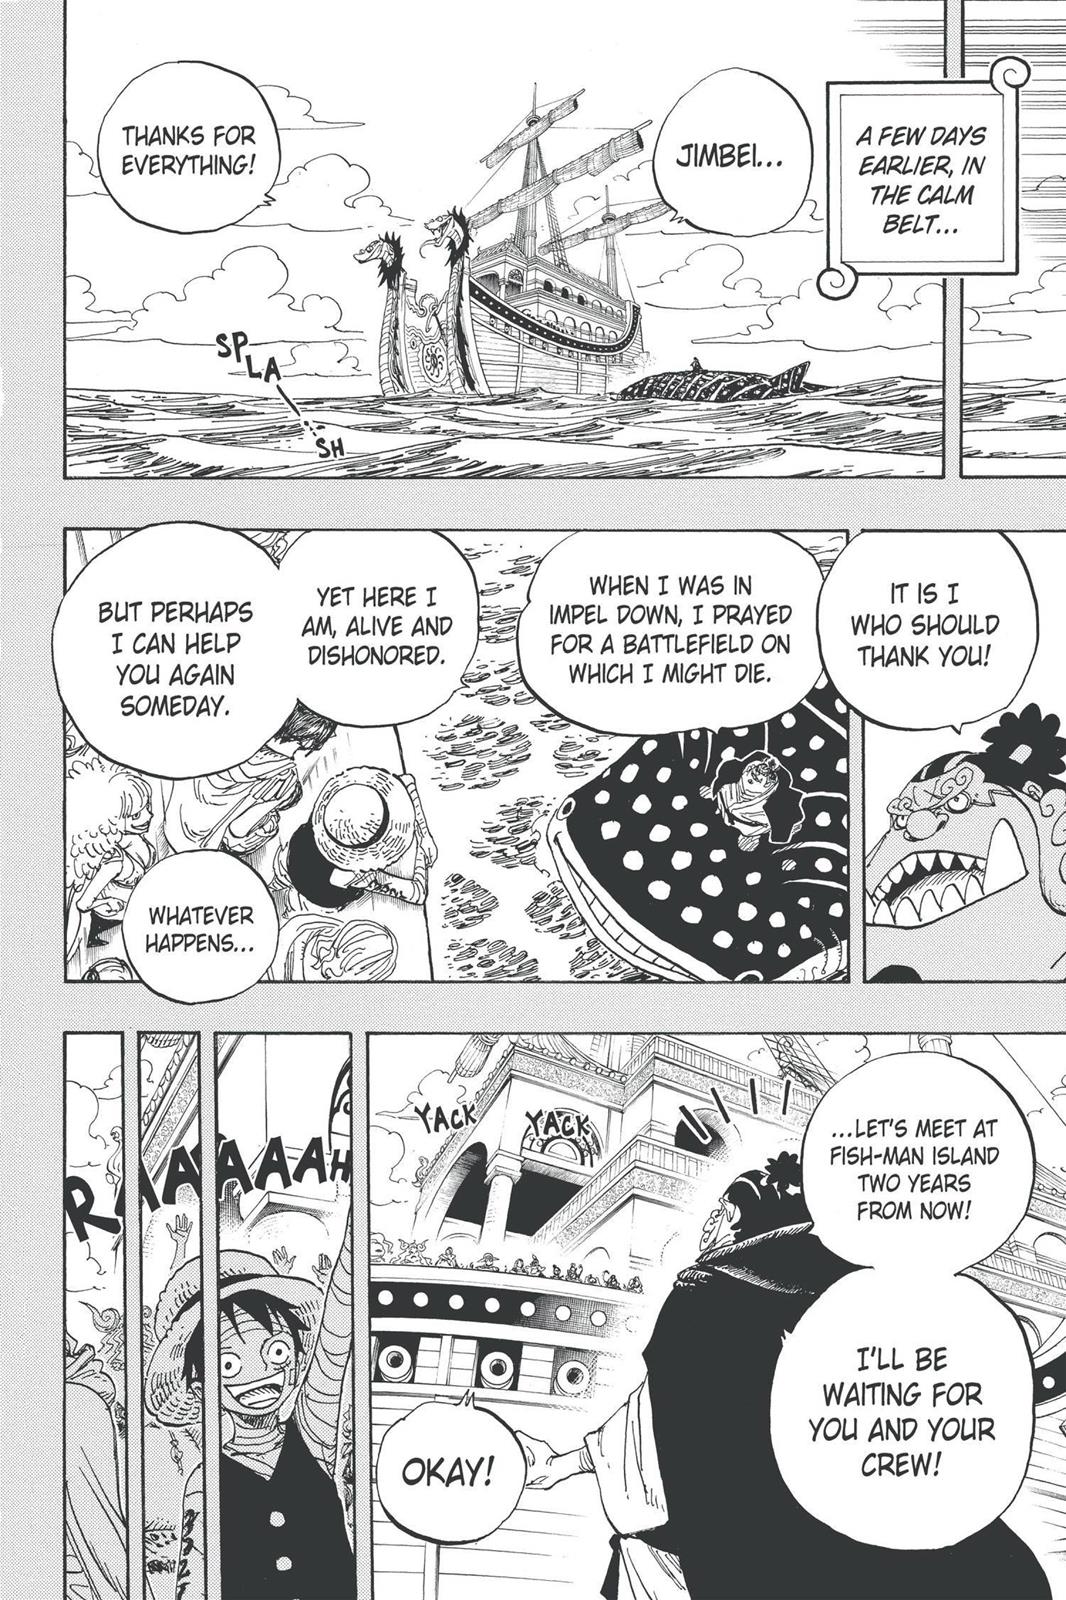 A FEW DAYS
EARLIER, IN
THE CALM
BELT...
JIMBEI...
THANKS FOR
EVERYTHING!
SPLA
SH
IT IS I
WHO SHOULD
THANK YOU!
WHEN I WAS IN
IMPEL DOWN, I PRAYED
FOR A BATTLEFIELD ON
WHICH I MIGHT DIE.
YET HERE I
AM, ALIVE AND
DISHONORED.
BUT PERHAPS
I CAN HELP
YOU AGAIN
SOMEDAY.
WHATEVER
HAPPENS...
...LET'S MEET AT
FISH-MAN ISLAND
TWO YEARS
FROM NOW!
I'LL BE
WAITING FOR
YOU AND YOUR
CREW!
YACK
YACK
OKAY!
RAAAAAAH